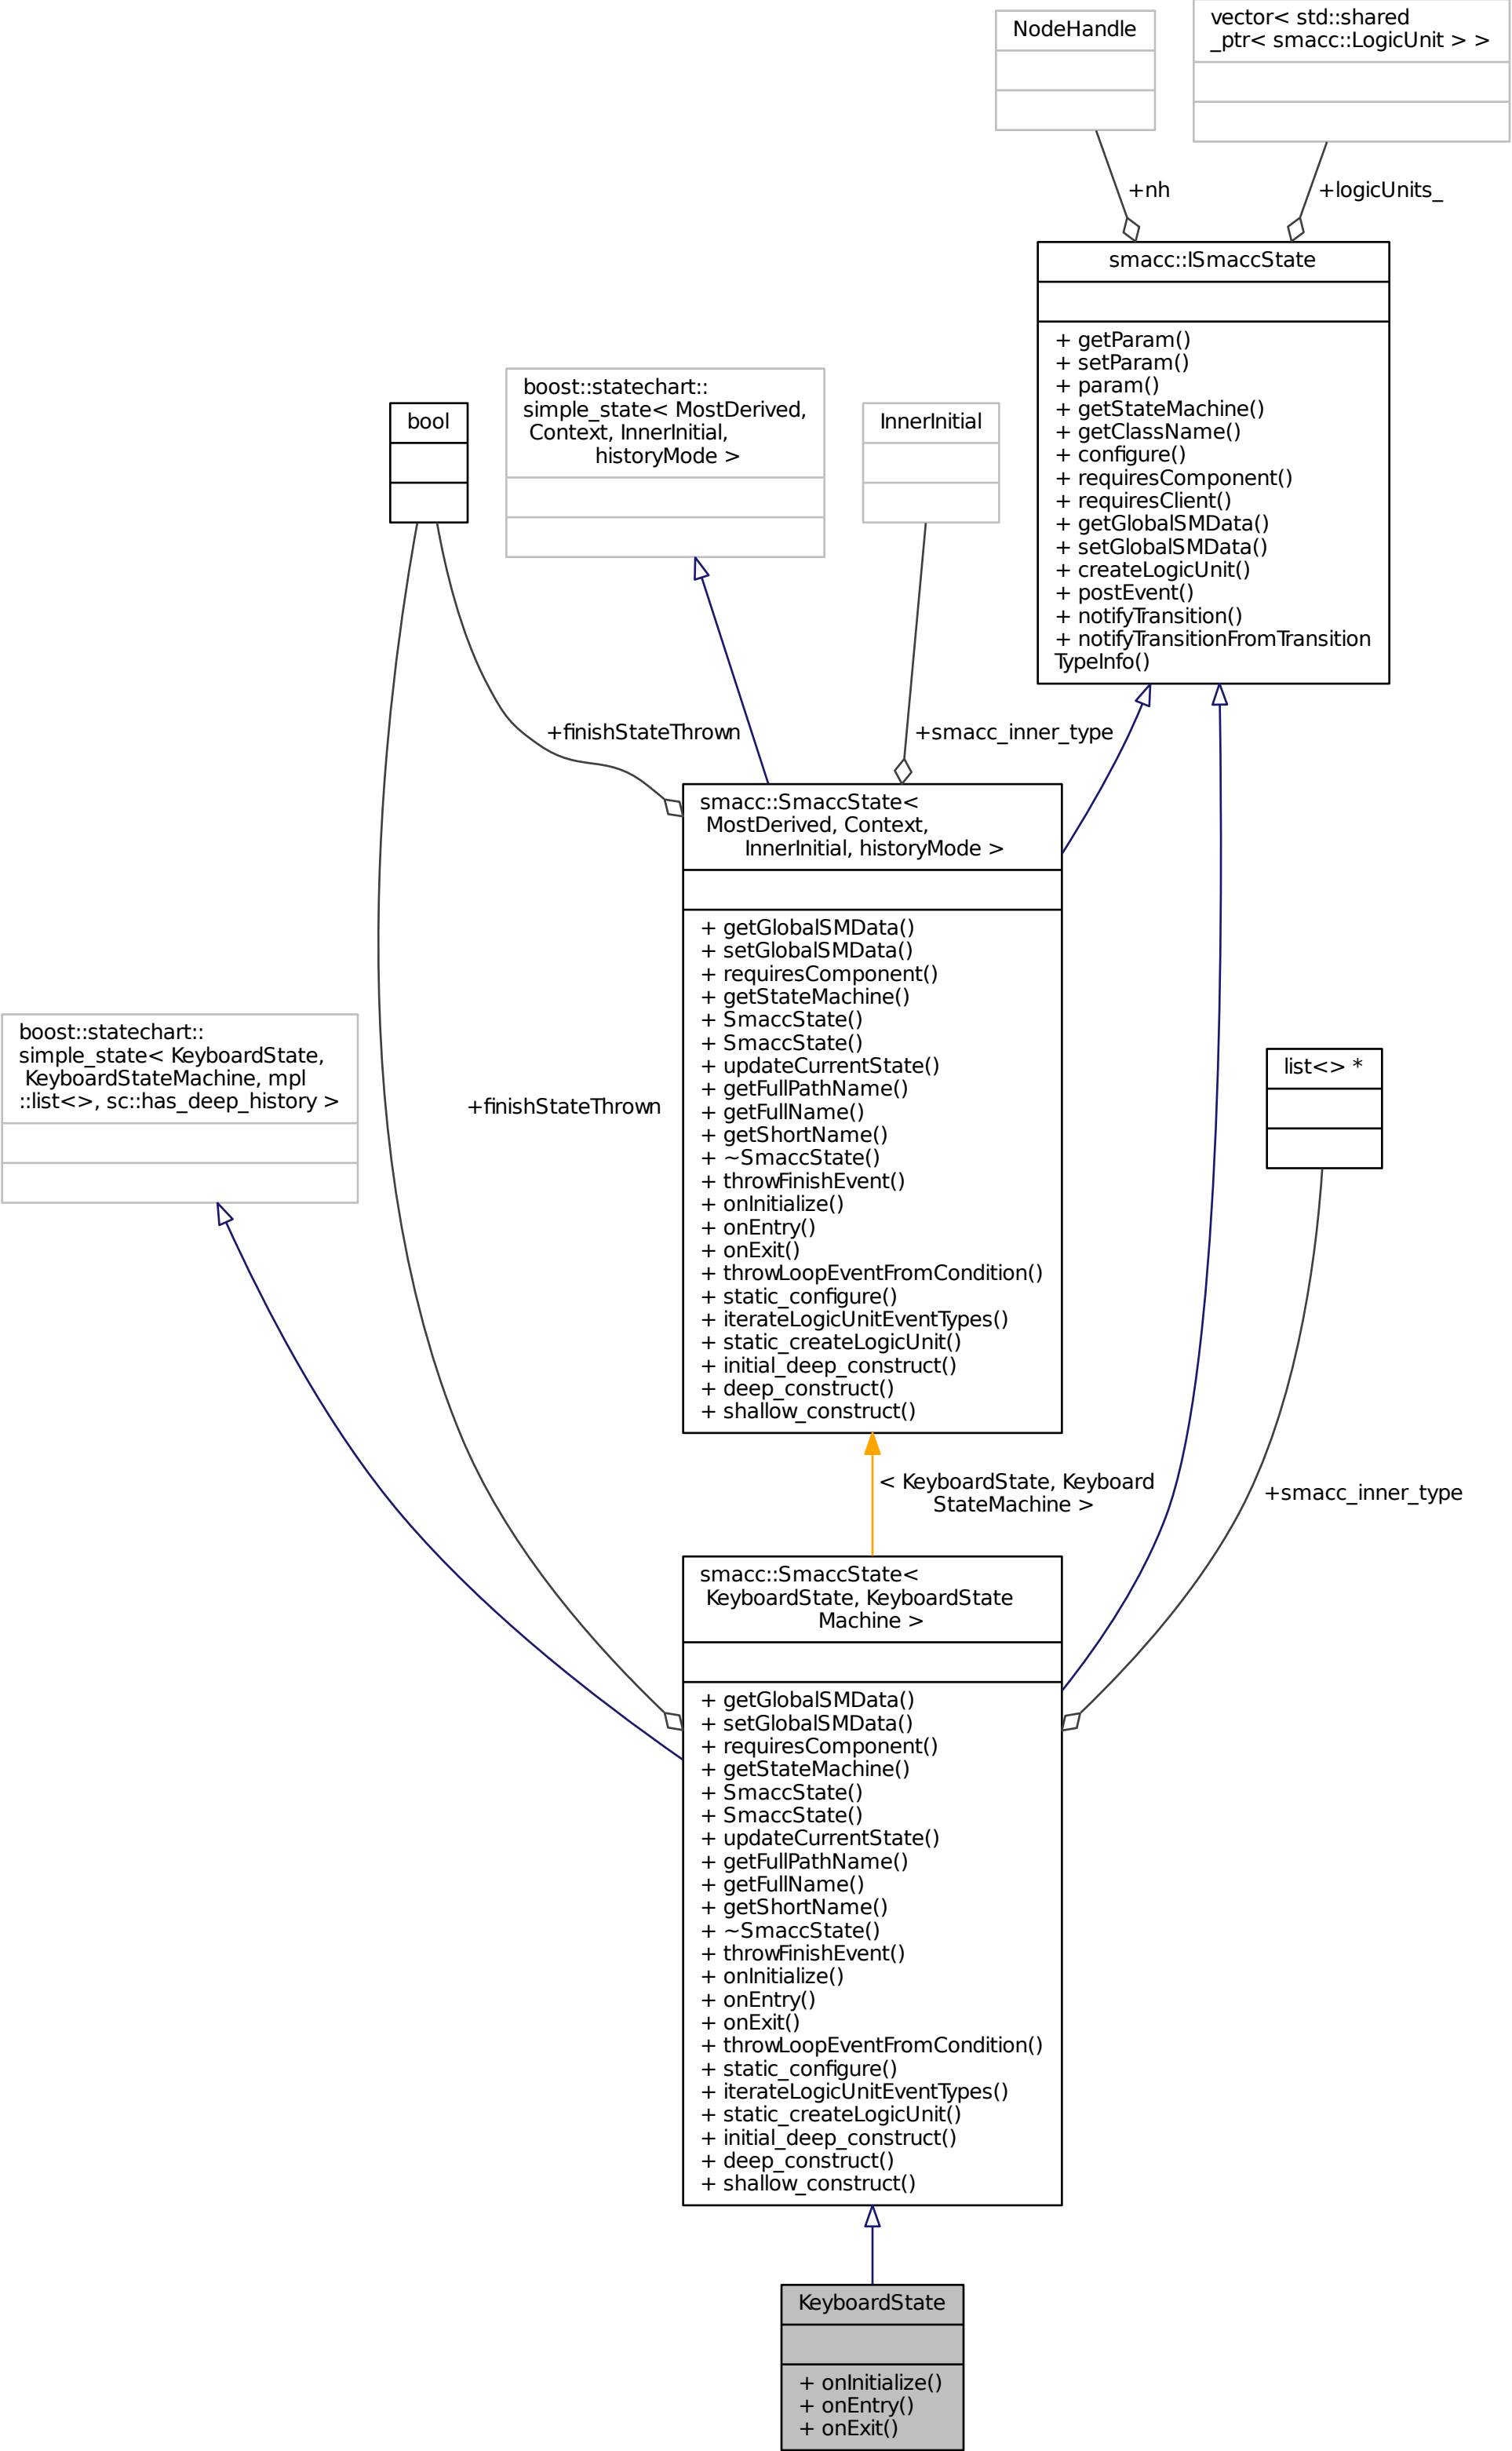 NodeHandle
vector< std::shared
_ptr< smacc::LogicUnit > >
+nh
+logicUnits_
smacc::ISmaccState
+ getParam()
+ setParam()
+ param()
+ getStateMachine()
+ getClassName()
+ configure()
+ requiresComponent()
+ requiresClient()
+ getGlobalSMData()
+ setGlobalSMData()
+ createLogicUnit()
+ postEvent()
+ notifyTransition()
+ notifyTransitionFromTransition
TypeInfo()
boost::statechart::
simple_state< MostDerived,
Context, InnerInitial,
historyMode >
bool
InnerInitial
+finishStateThrown
+smacc_inner_type
smacc::SmaccState<
MostDerived, Context,
InnerInitial, historyMode >
+ getGlobalSMData()
+ setGlobalSMData()
+ requiresComponent()
+ getStateMachine()
+ SmaccState()
+ SmaccState()
+ updateCurrentState()
+ getFullPathName()
+ getFullName()
+ getShortName()
+ ~SmaccState()
+ throwFinishEvent()
+ onInitialize()
+ onEntry()
+ onExit()
+ throwLoopEventFromCondition()
+ static_configure()
+ iterateLogicUnitEventTypes()
+ static_createLogicUnit()
+ initial_deep_construct()
+ deep_construct()
+ shallow_construct()
boost::statechart::
simple_state< KeyboardState,
KeyboardStateMachine, mpl
::list<>, sc::has_deep_history >
+finishStateThrown
list<> *
< KeyboardState, Keyboard
StateMachine >
+smacc_inner_type
smacc::SmaccState<
KeyboardState, KeyboardState
Machine >
+ getGlobalSMData()
+ setGlobalSMData()
+ requiresComponent()
+ getStateMachine()
+ SmaccState()
+ SmaccState()
+ updateCurrentState()
+ getFullPathName()
+ getFullName()
+ getShortName()
+ ~SmaccState()
+ throwFinishEvent()
+ onInitialize()
+ onEntry()
+ onExit()
+ throwLoopEventFromCondition()
+ static_configure()
+ iterateLogicUnitEventTypes()
+ static_createLogicUnit()
+ initial_deep_construct()
+ deep_construct()
+ shallow_construct()
KeyboardState
+ onInitialize()
+ onEntry()
+ onExit()